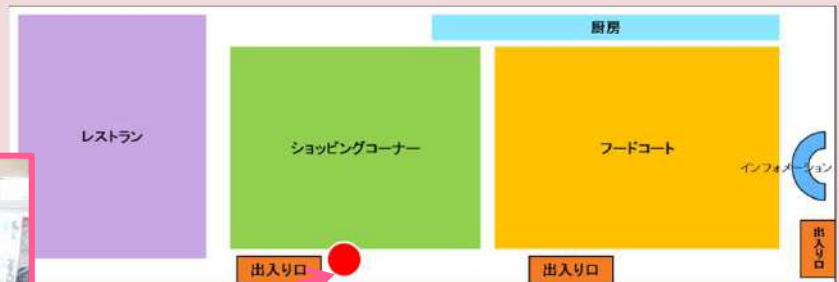 厨房
レストラン
ショッピングコーナー
フードコート
インフォメーション
出入り口
出入り口
出入り口